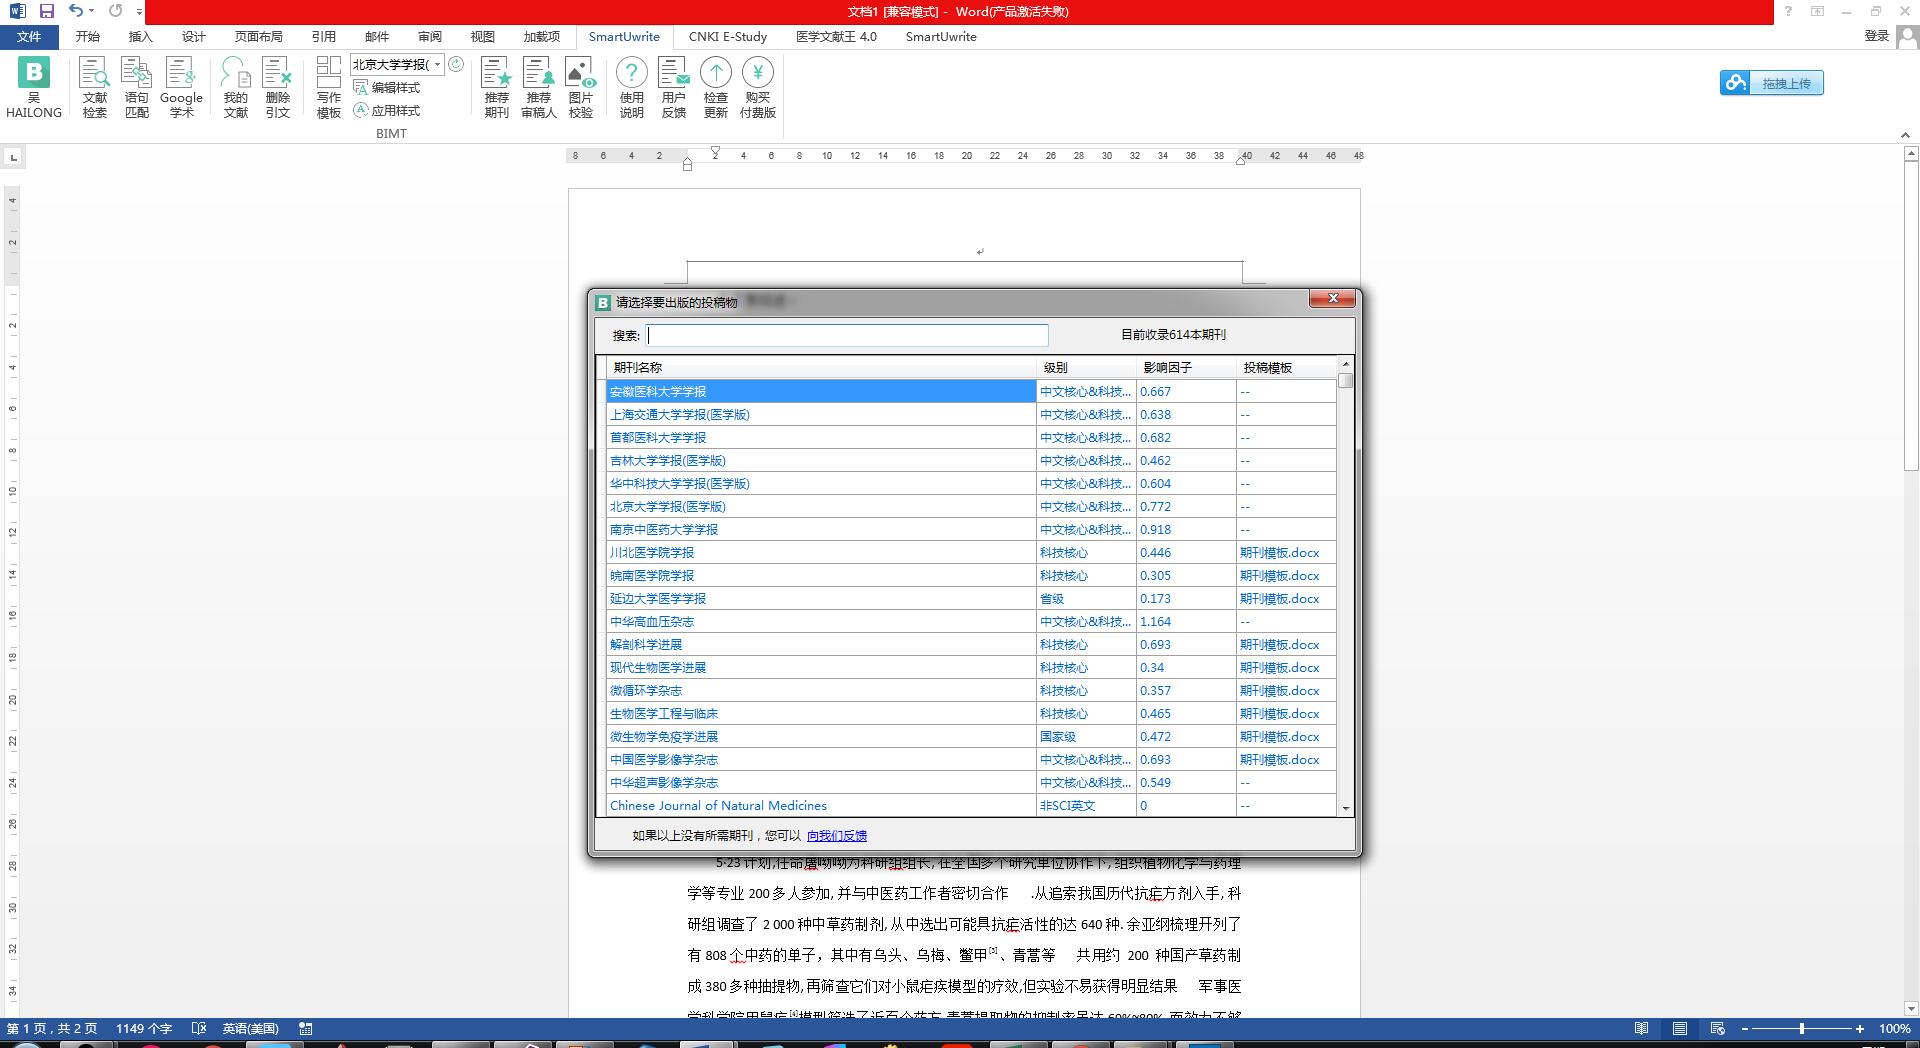 文档1 [兼容模式] - Word(产品激活失败)
文件 开始 插入 设计 页面布局 引用 邮件 审阅 视图 加载项 SmartUwrite CNKI E-Study 医学文献王 4.0 SmartUwrite 登录
吴 HAILONG
文献检索
语句匹配
Google 学术
我的文献
删除引文
写作模板
北京大学学报(
编辑样式
应用样式
推荐期刊
推荐审稿人
图片校验
使用说明
用户反馈
检查更新
购买付费版
BIMT
拖拽上传
8 6 4 2 2 4 6 8 10 12 14 16 18 20 22 24 26 28 30 32 34 36 38 40 42 44 46 48
请选择要出版的投稿物
搜索: 目前收录614本期刊
期刊名称 级别 影响因子 投稿模板
安徽医科大学学报 中文核心&科技... 0.667 --
上海交通大学学报(医学版) 中文核心&科技... 0.638 --
首都医科大学学报 中文核心&科技... 0.682 --
吉林大学学报(医学版) 中文核心&科技... 0.462 --
华中科技大学学报(医学版) 中文核心&科技... 0.604 --
北京大学学报(医学版) 中文核心&科技... 0.772 --
南京中医药大学学报 中文核心&科技... 0.918 --
川北医学院学报 科技核心 0.446 期刊模板.docx
皖南医学院学报 科技核心 0.305 期刊模板.docx
延边大学医学学报 省级 0.173 期刊模板.docx
中华高血压杂志 中文核心&科技... 1.164 --
解剖科学进展 科技核心 0.693 期刊模板.docx
现代生物医学进展 科技核心 0.34 期刊模板.docx
微循环学杂志 科技核心 0.357 期刊模板.docx
生物医学工程与临床 科技核心 0.465 期刊模板.docx
微生物学免疫学进展 国家级 0.472 期刊模板.docx
中国医学影像学杂志 中文核心&科技... 0.693 期刊模板.docx
中华超声影像学杂志 中文核心&科技... 0.549 --
Chinese Journal of Natural Medicines 非SCI英文 0 --
如果以上没有所需期刊，您可以 向我们反馈
5·23 计划,任命屠呦呦为科研组组长, 在全国多个研究单位协作下, 组织植物化学与药理
学等专业 200 多人参加, 并与中医药工作者密切合作 .从追索我国历代抗疟方剂入手, 科
研组调查了 2 000 种中草药制剂, 从中选出可能具抗疟活性的达 640 种. 余亚纲梳理开列了
有 808 个中药的单子，其中有乌头、乌梅、鳖甲[3]、青蒿等 共用约 200 种国产草药制
成 380 多种抽提物, 再筛查它们对小鼠疟疾模型的疗效,但实验不易获得明显结果 军事医
学科学院用鼠疟[4]模型筛选了近百个药方,青蒿提取物的抑制率虽达 60%~80%, 而效力不够
第 1 页，共 2 页 1149 个字 英语(美国) 100%